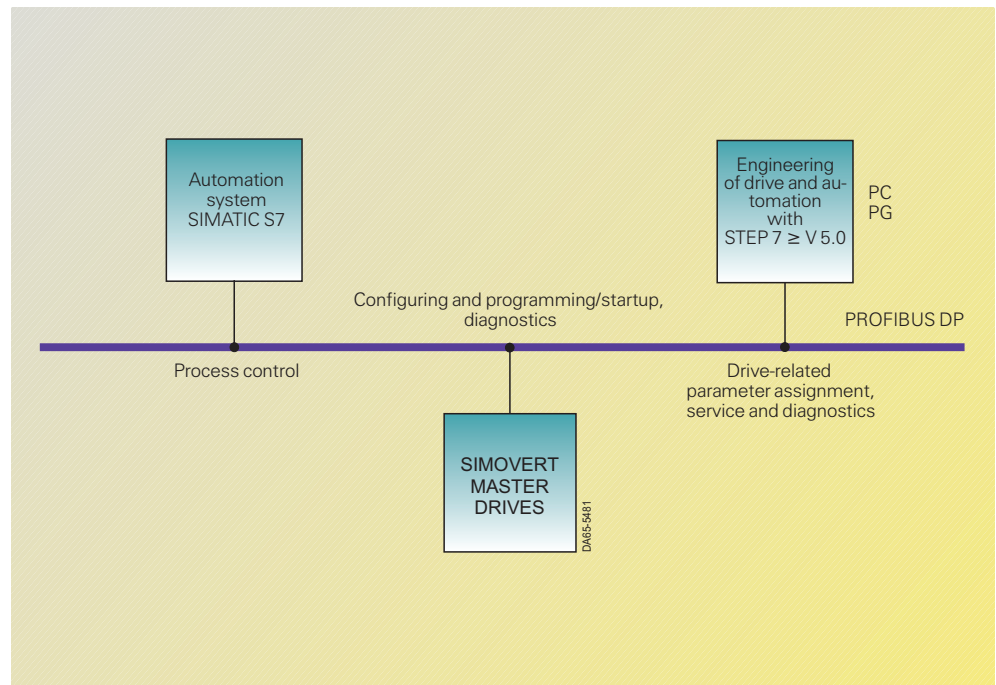 Automation
system
SIMATIC S7
Engineering
of drive and au-
tomation
with
STEP 7 ≥ V 5.0
PC
PG
Configuring and programming/startup,
diagnostics
PROFIBUS DP
Process control
Drive-related
parameter assignment,
service and diagnostics
SIMOVERT
MASTER
DRIVES
DA65-5481